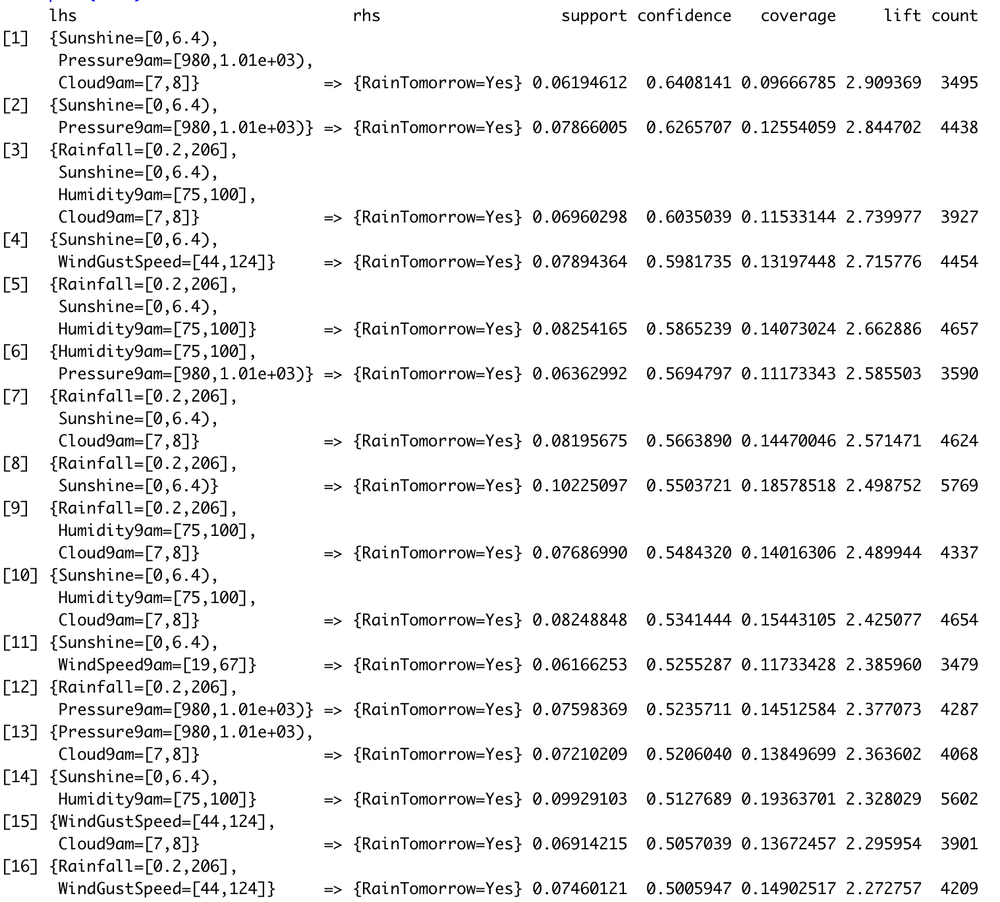 lhs rhs support confidence coverage lift count
[1] {Sunshine=[0,6.4),
Pressure9am=[980,1.01e+03),
Cloud9am=[7,8]} => {RainTomorrow=Yes} 0.06194612 0.6408141 0.09666785 2.909369 3495
[2] {Sunshine=[0,6.4),
Pressure9am=[980,1.01e+03)} => {RainTomorrow=Yes} 0.07866005 0.6265707 0.12554059 2.844702 4438
[3] {Rainfall=[0.2,206],
Sunshine=[0,6.4),
Humidity9am=[75,100],
Cloud9am=[7,8]} => {RainTomorrow=Yes} 0.06960298 0.6035039 0.11533144 2.739977 3927
[4] {Sunshine=[0,6.4),
WindGustSpeed=[44,124]} => {RainTomorrow=Yes} 0.07894364 0.5981735 0.13197448 2.715776 4454
[5] {Rainfall=[0.2,206],
Sunshine=[0,6.4),
Humidity9am=[75,100]} => {RainTomorrow=Yes} 0.08254165 0.5865239 0.14073024 2.662886 4657
[6] {Humidity9am=[75,100],
Pressure9am=[980,1.01e+03)} => {RainTomorrow=Yes} 0.06362992 0.5694797 0.11173343 2.585503 3590
[7] {Rainfall=[0.2,206],
Sunshine=[0,6.4),
Cloud9am=[7,8]} => {RainTomorrow=Yes} 0.08195675 0.5663890 0.14470046 2.571471 4624
[8] {Rainfall=[0.2,206],
Sunshine=[0,6.4)} => {RainTomorrow=Yes} 0.10225097 0.5503721 0.18578518 2.498752 5769
[9] {Rainfall=[0.2,206],
Humidity9am=[75,100],
Cloud9am=[7,8]} => {RainTomorrow=Yes} 0.07686990 0.5484320 0.14016306 2.489944 4337
[10] {Sunshine=[0,6.4),
Humidity9am=[75,100],
Cloud9am=[7,8]} => {RainTomorrow=Yes} 0.08248848 0.5341444 0.15443105 2.425077 4654
[11] {Sunshine=[0,6.4),
WindSpeed9am=[19,67]} => {RainTomorrow=Yes} 0.06166253 0.5255287 0.11733428 2.385960 3479
[12] {Rainfall=[0.2,206],
Pressure9am=[980,1.01e+03)} => {RainTomorrow=Yes} 0.07598369 0.5235711 0.14512584 2.377073 4287
[13] {Pressure9am=[980,1.01e+03),
Cloud9am=[7,8]} => {RainTomorrow=Yes} 0.07210209 0.5206040 0.13849699 2.363602 4068
[14] {Sunshine=[0,6.4),
Humidity9am=[75,100]} => {RainTomorrow=Yes} 0.09929103 0.5127689 0.19363701 2.328029 5602
[15] {WindGustSpeed=[44,124],
Cloud9am=[7,8]} => {RainTomorrow=Yes} 0.06914215 0.5057039 0.13672457 2.295954 3901
[16] {Rainfall=[0.2,206],
WindGustSpeed=[44,124]} => {RainTomorrow=Yes} 0.07460121 0.5005947 0.14902517 2.272757 4209